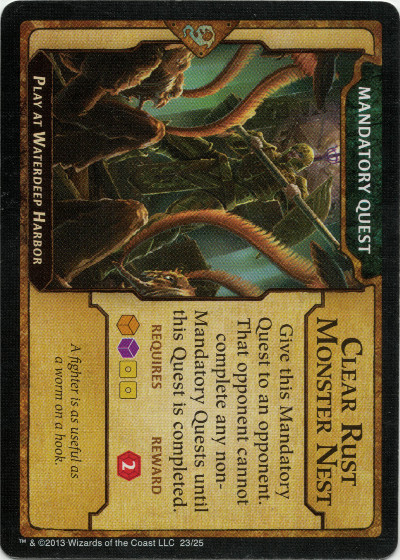 MANDATORY QUEST
PLAY AT WATERDEEP HARBOR
CLEAR RUST
MONSTER NEST
Give this Mandatory
Quest to an opponent.
That opponent cannot
complete any non-
Mandatory Quests until
this Quest is completed.
REQUIRES
REWARD
2
A fighter is as useful as
a worm on a hook.
™ & ©2013 Wizards of the Coast LLC 23/25